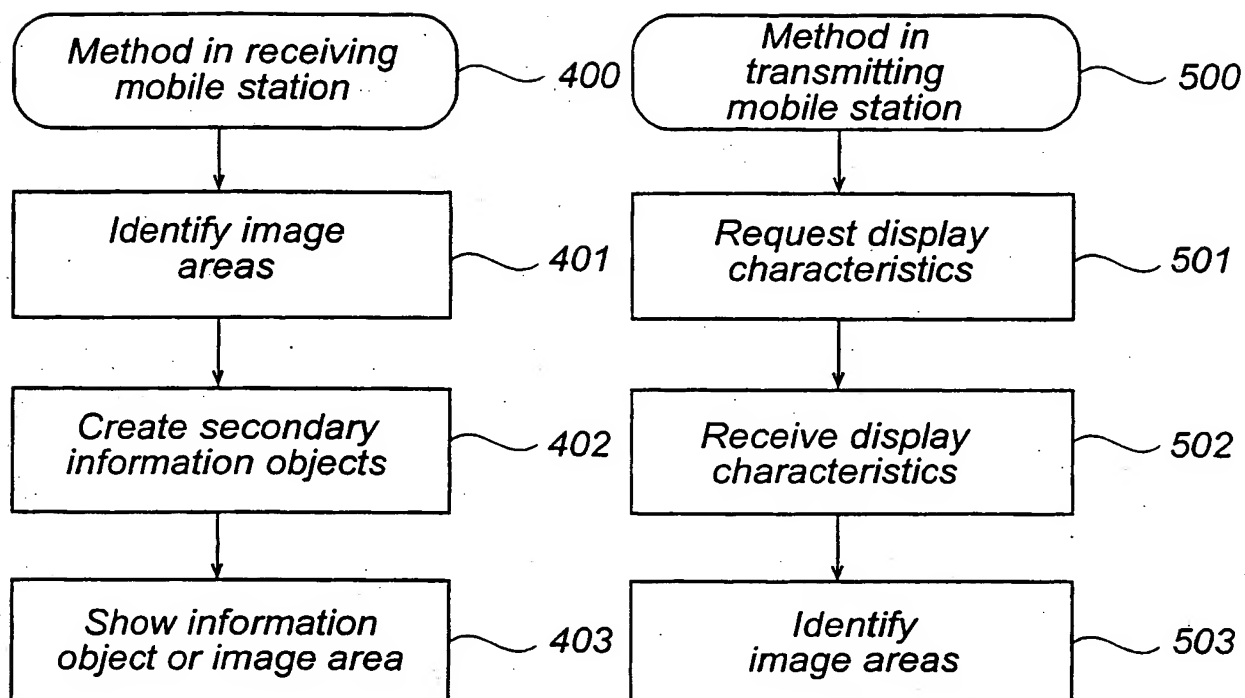 Method in receiving
mobile station
400
Identify image
areas
401
Create secondary
information objects
402
Show information
object or image area
403
Method in
transmitting
mobile station
500
Request display
characteristics
501
Receive display
characteristics
502
Identify
image areas
503